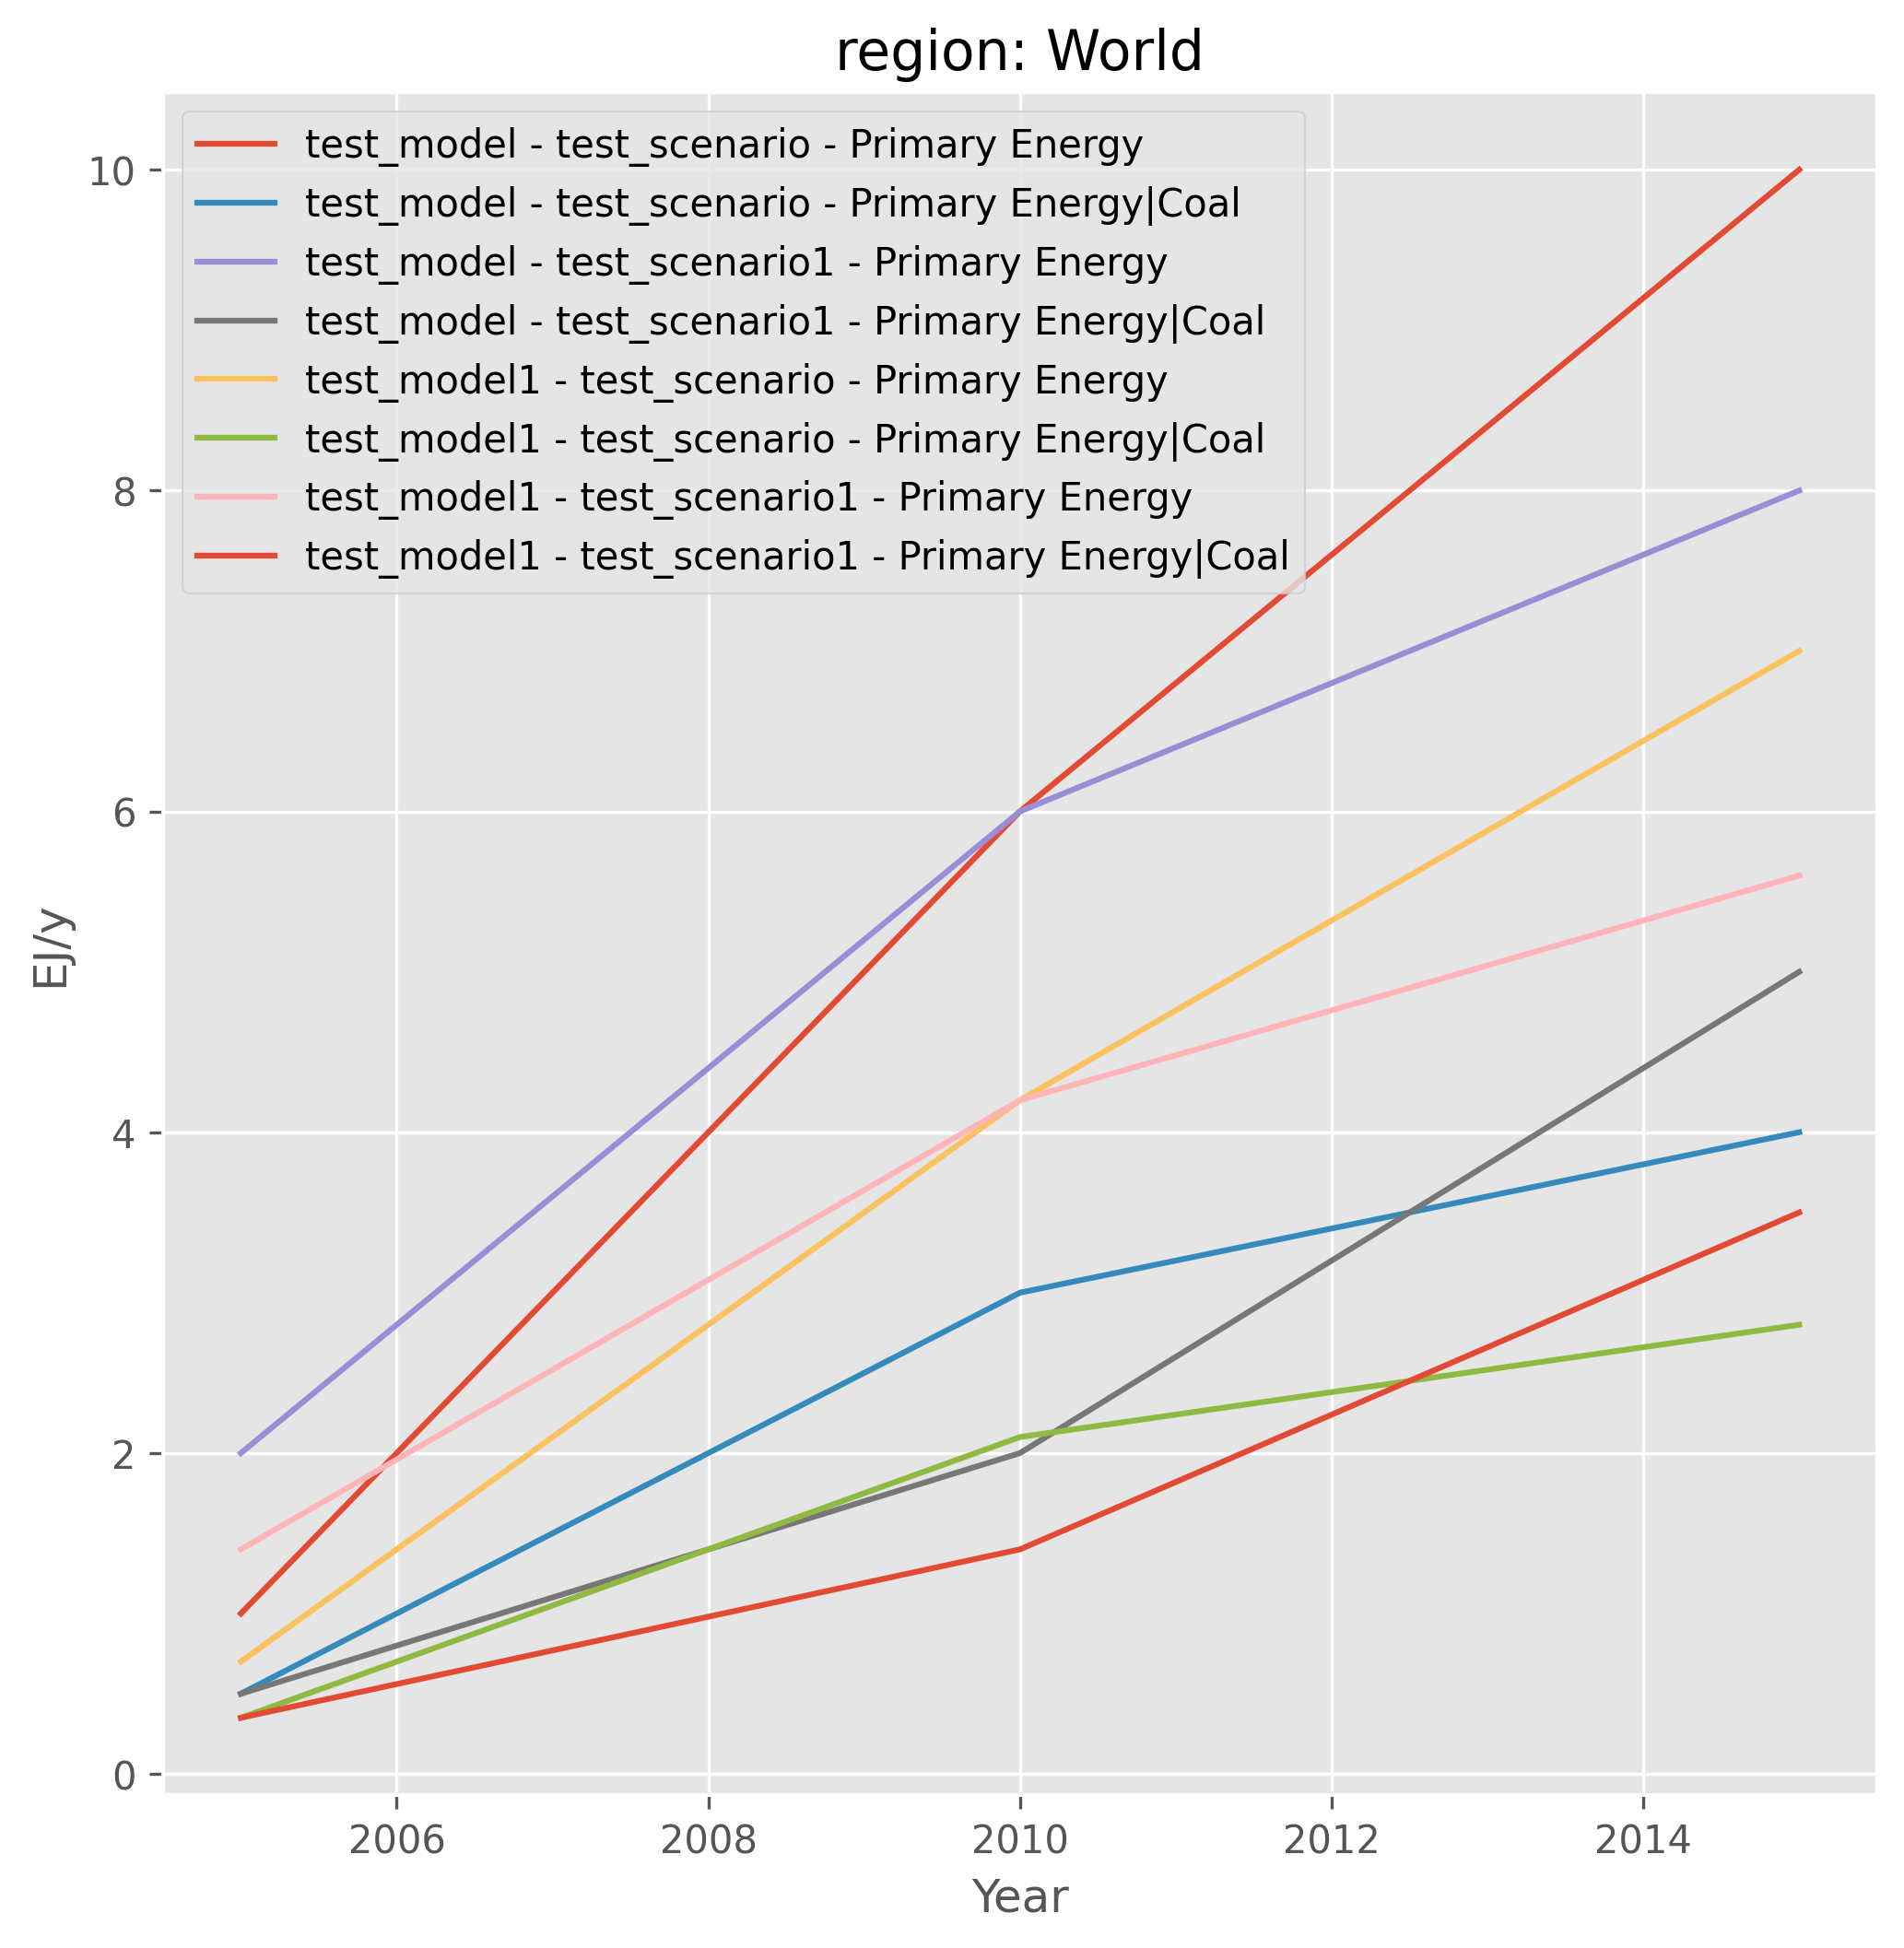 region: World
test_model - test_scenario - Primary Energy
test_model - test_scenario - Primary Energy|Coal
test_model - test_scenario1 - Primary Energy
test_model - test_scenario1 - Primary Energy|Coal
test_model1 - test_scenario - Primary Energy
test_model1 - test_scenario - Primary Energy|Coal
test_model1 - test_scenario1 - Primary Energy
test_model1 - test_scenario1 - Primary Energy|Coal
10
8
6
4
2
0
EJ/y
2006 2008 2010 2012 2014
Year